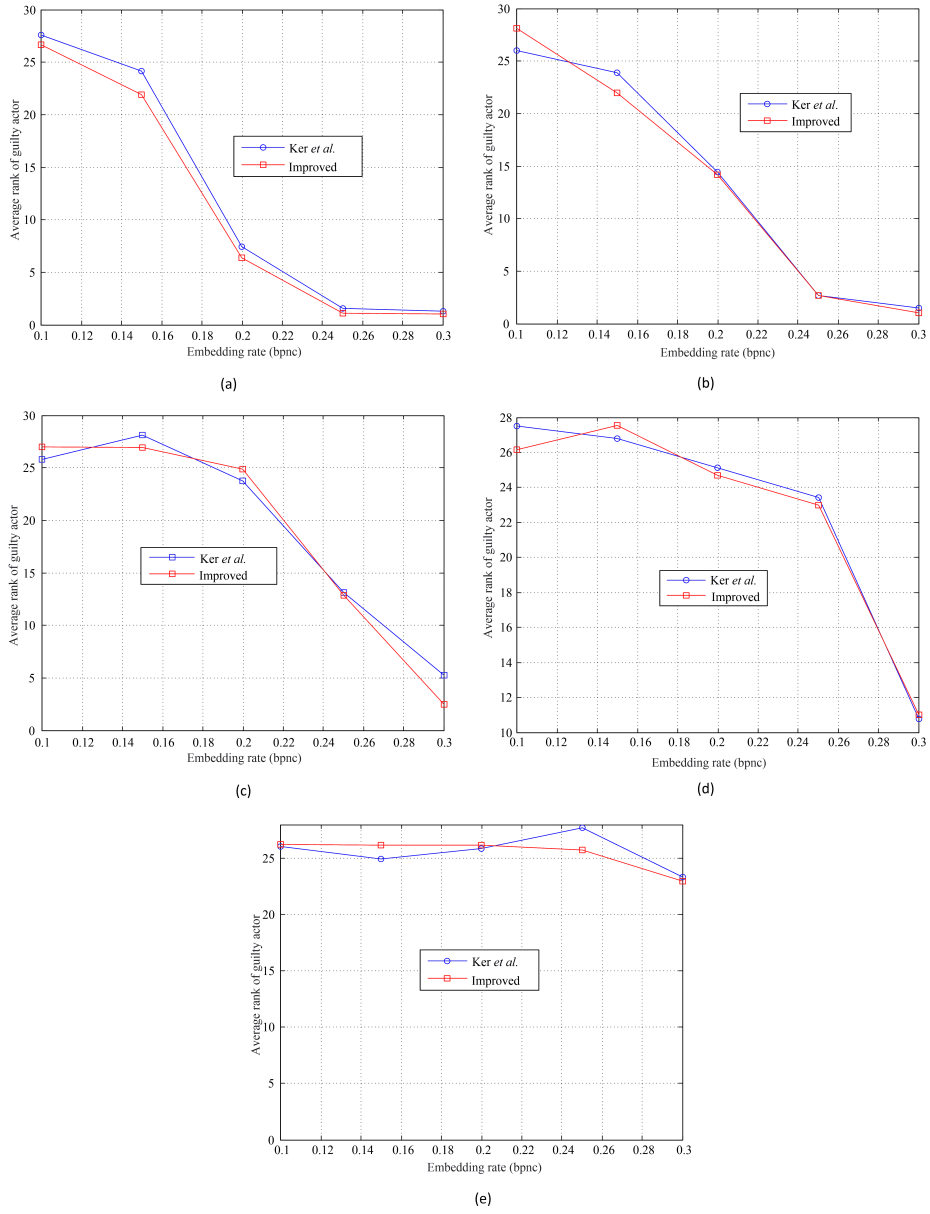 30
25
20
15
10
5
0
Average rank of guilty actor
Ker et al.
Improved
0.1 0.12 0.14 0.16 0.18 0.2 0.22 0.24 0.26 0.28 0.3
Embedding rate (bpnc)
(a)
30
25
20
15
10
5
0
Average rank of guilty actor
Ker et al.
Improved
0.1 0.12 0.14 0.16 0.18 0.2 0.22 0.24 0.26 0.28 0.3
Embedding rate (bpnc)
(b)
30
25
20
15
10
5
0
Average rank of guilty actor
Ker et al.
Improved
0.1 0.12 0.14 0.16 0.18 0.2 0.22 0.24 0.26 0.28 0.3
Embedding rate (bpnc)
(c)
28
26
24
22
20
18
16
14
12
10
Average rank of guilty actor
Ker et al.
Improved
0.1 0.12 0.14 0.16 0.18 0.2 0.22 0.24 0.26 0.28 0.3
Embedding rate (bpnc)
(d)
25
20
15
10
5
0
Average rank of guilty actor
Ker et al.
Improved
0.1 0.12 0.14 0.16 0.18 0.2 0.22 0.24 0.26 0.28 0.3
Embedding rate (bpnc)
(e)